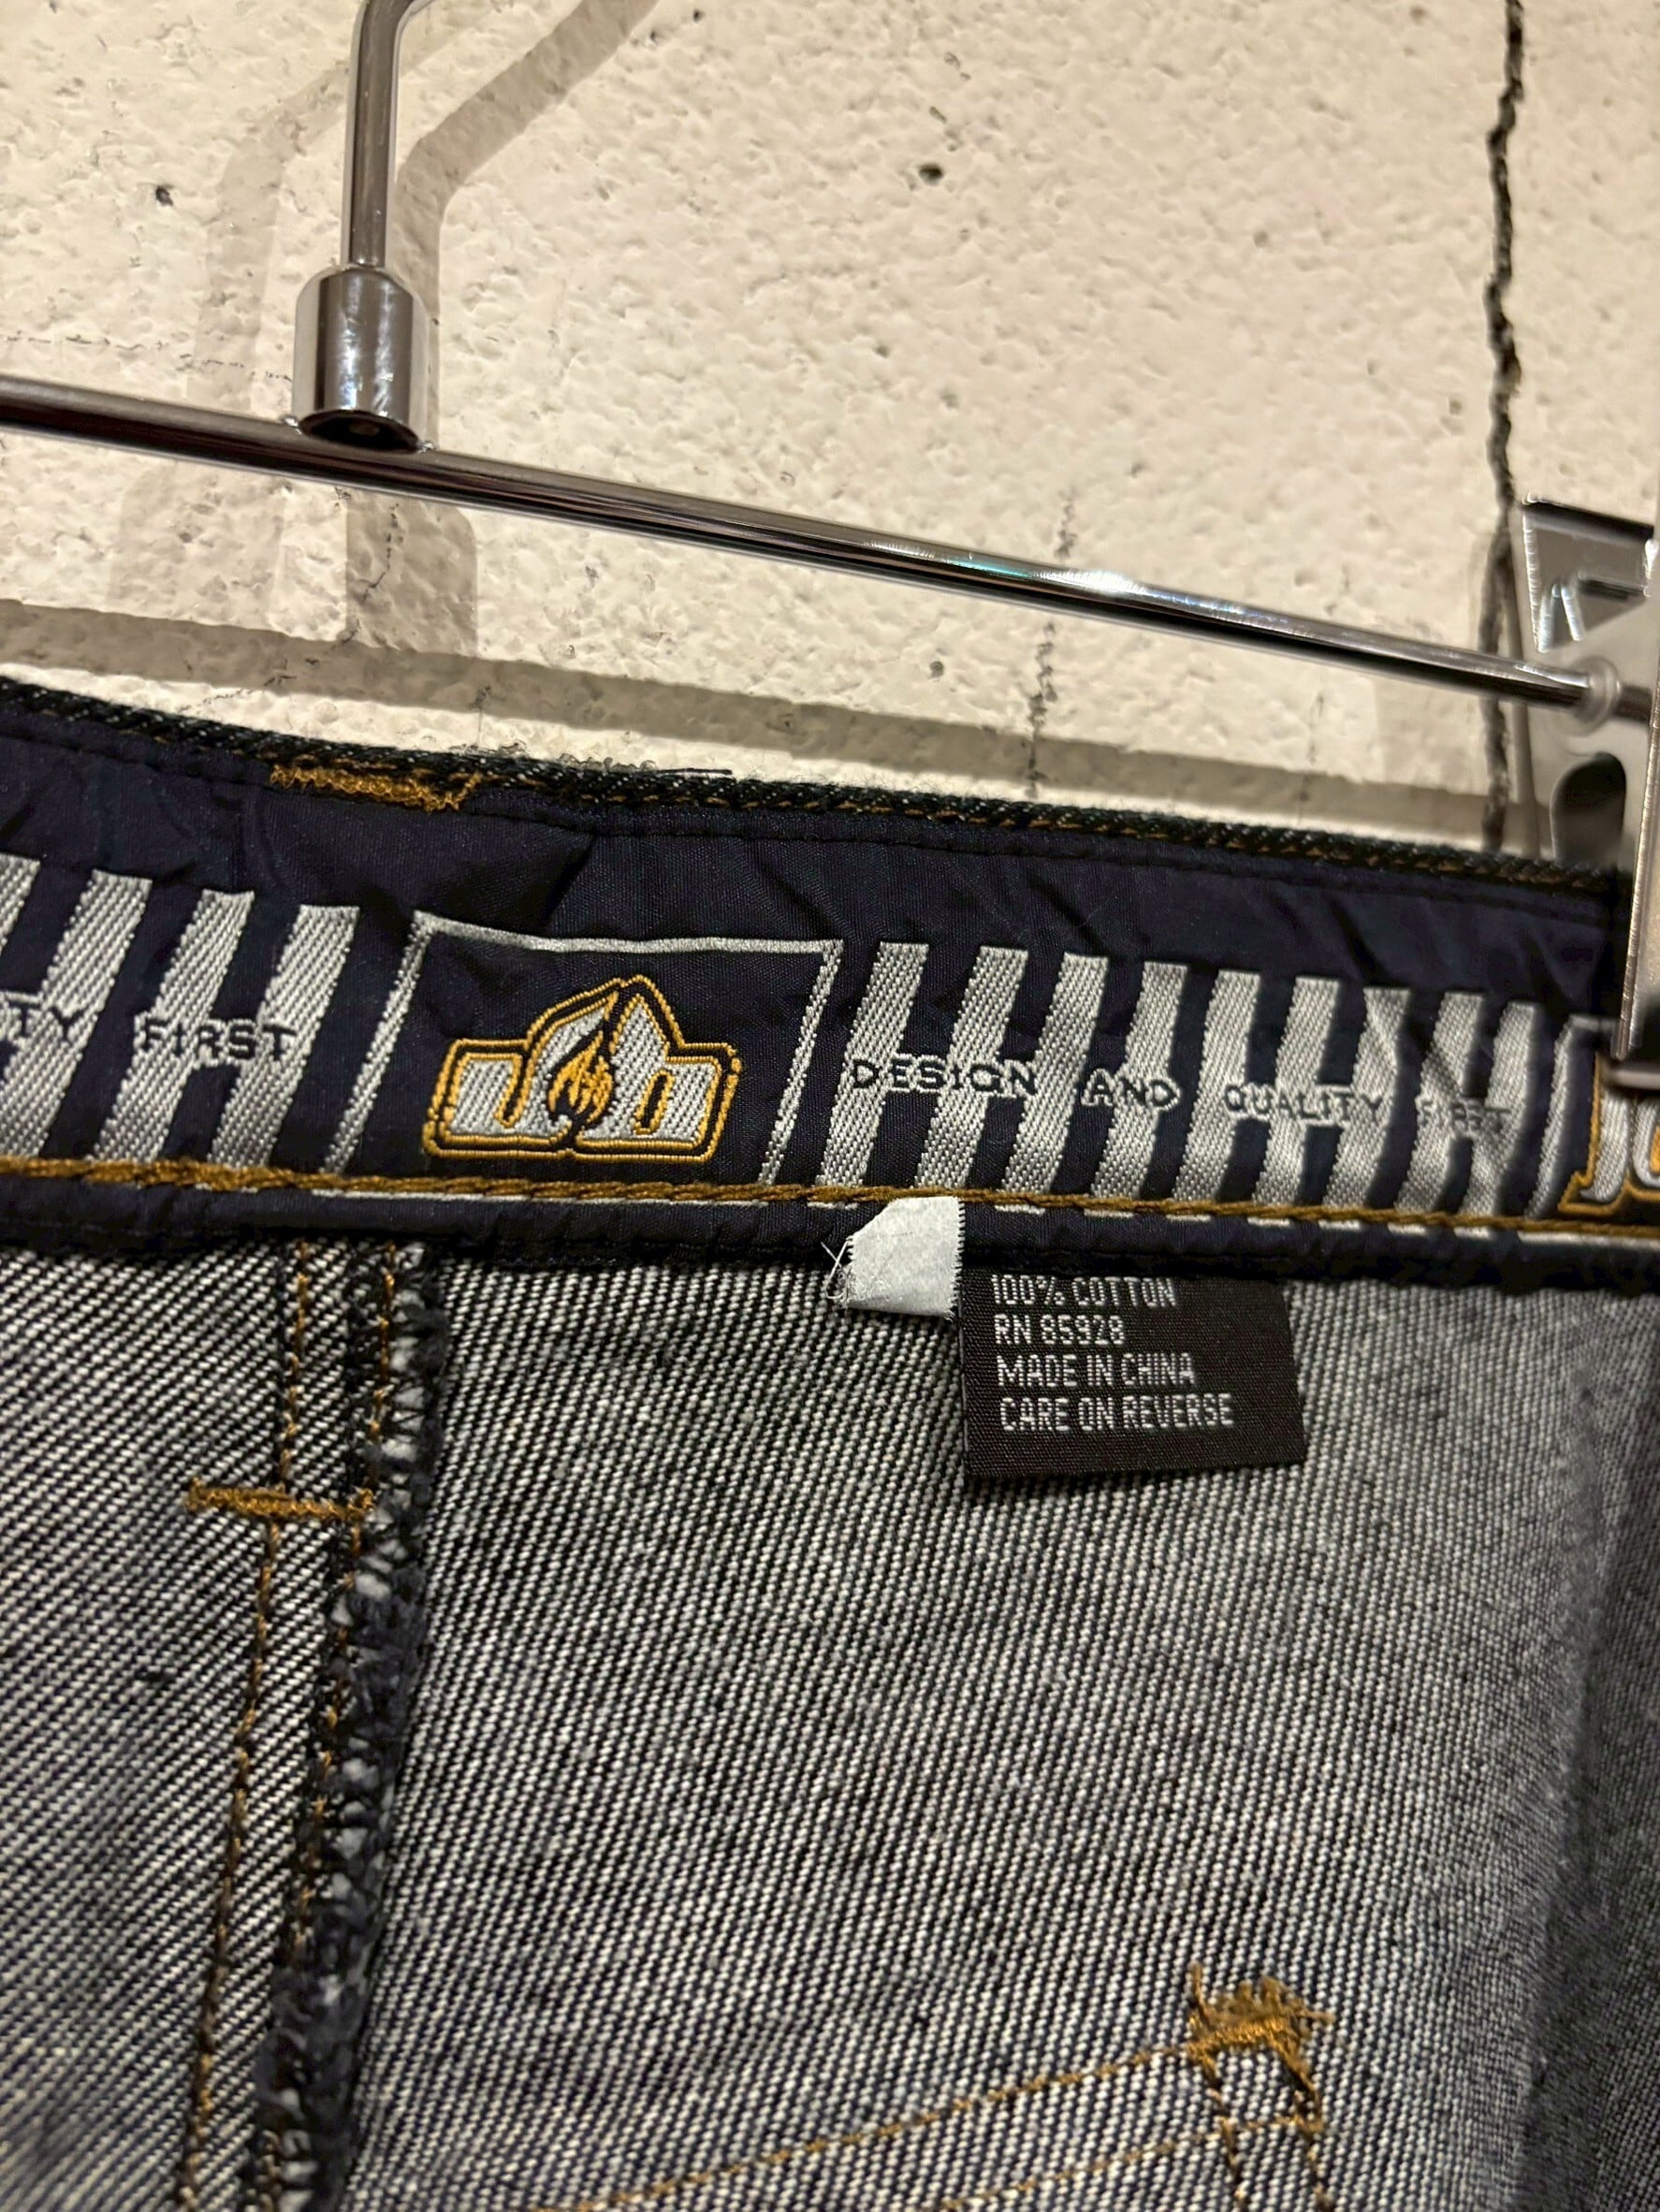 TY FIRST
DESIGN AND QUALITY FIRST
100% COTTON
RN 85928
MADE IN CHINA
CARE ON REVERSE